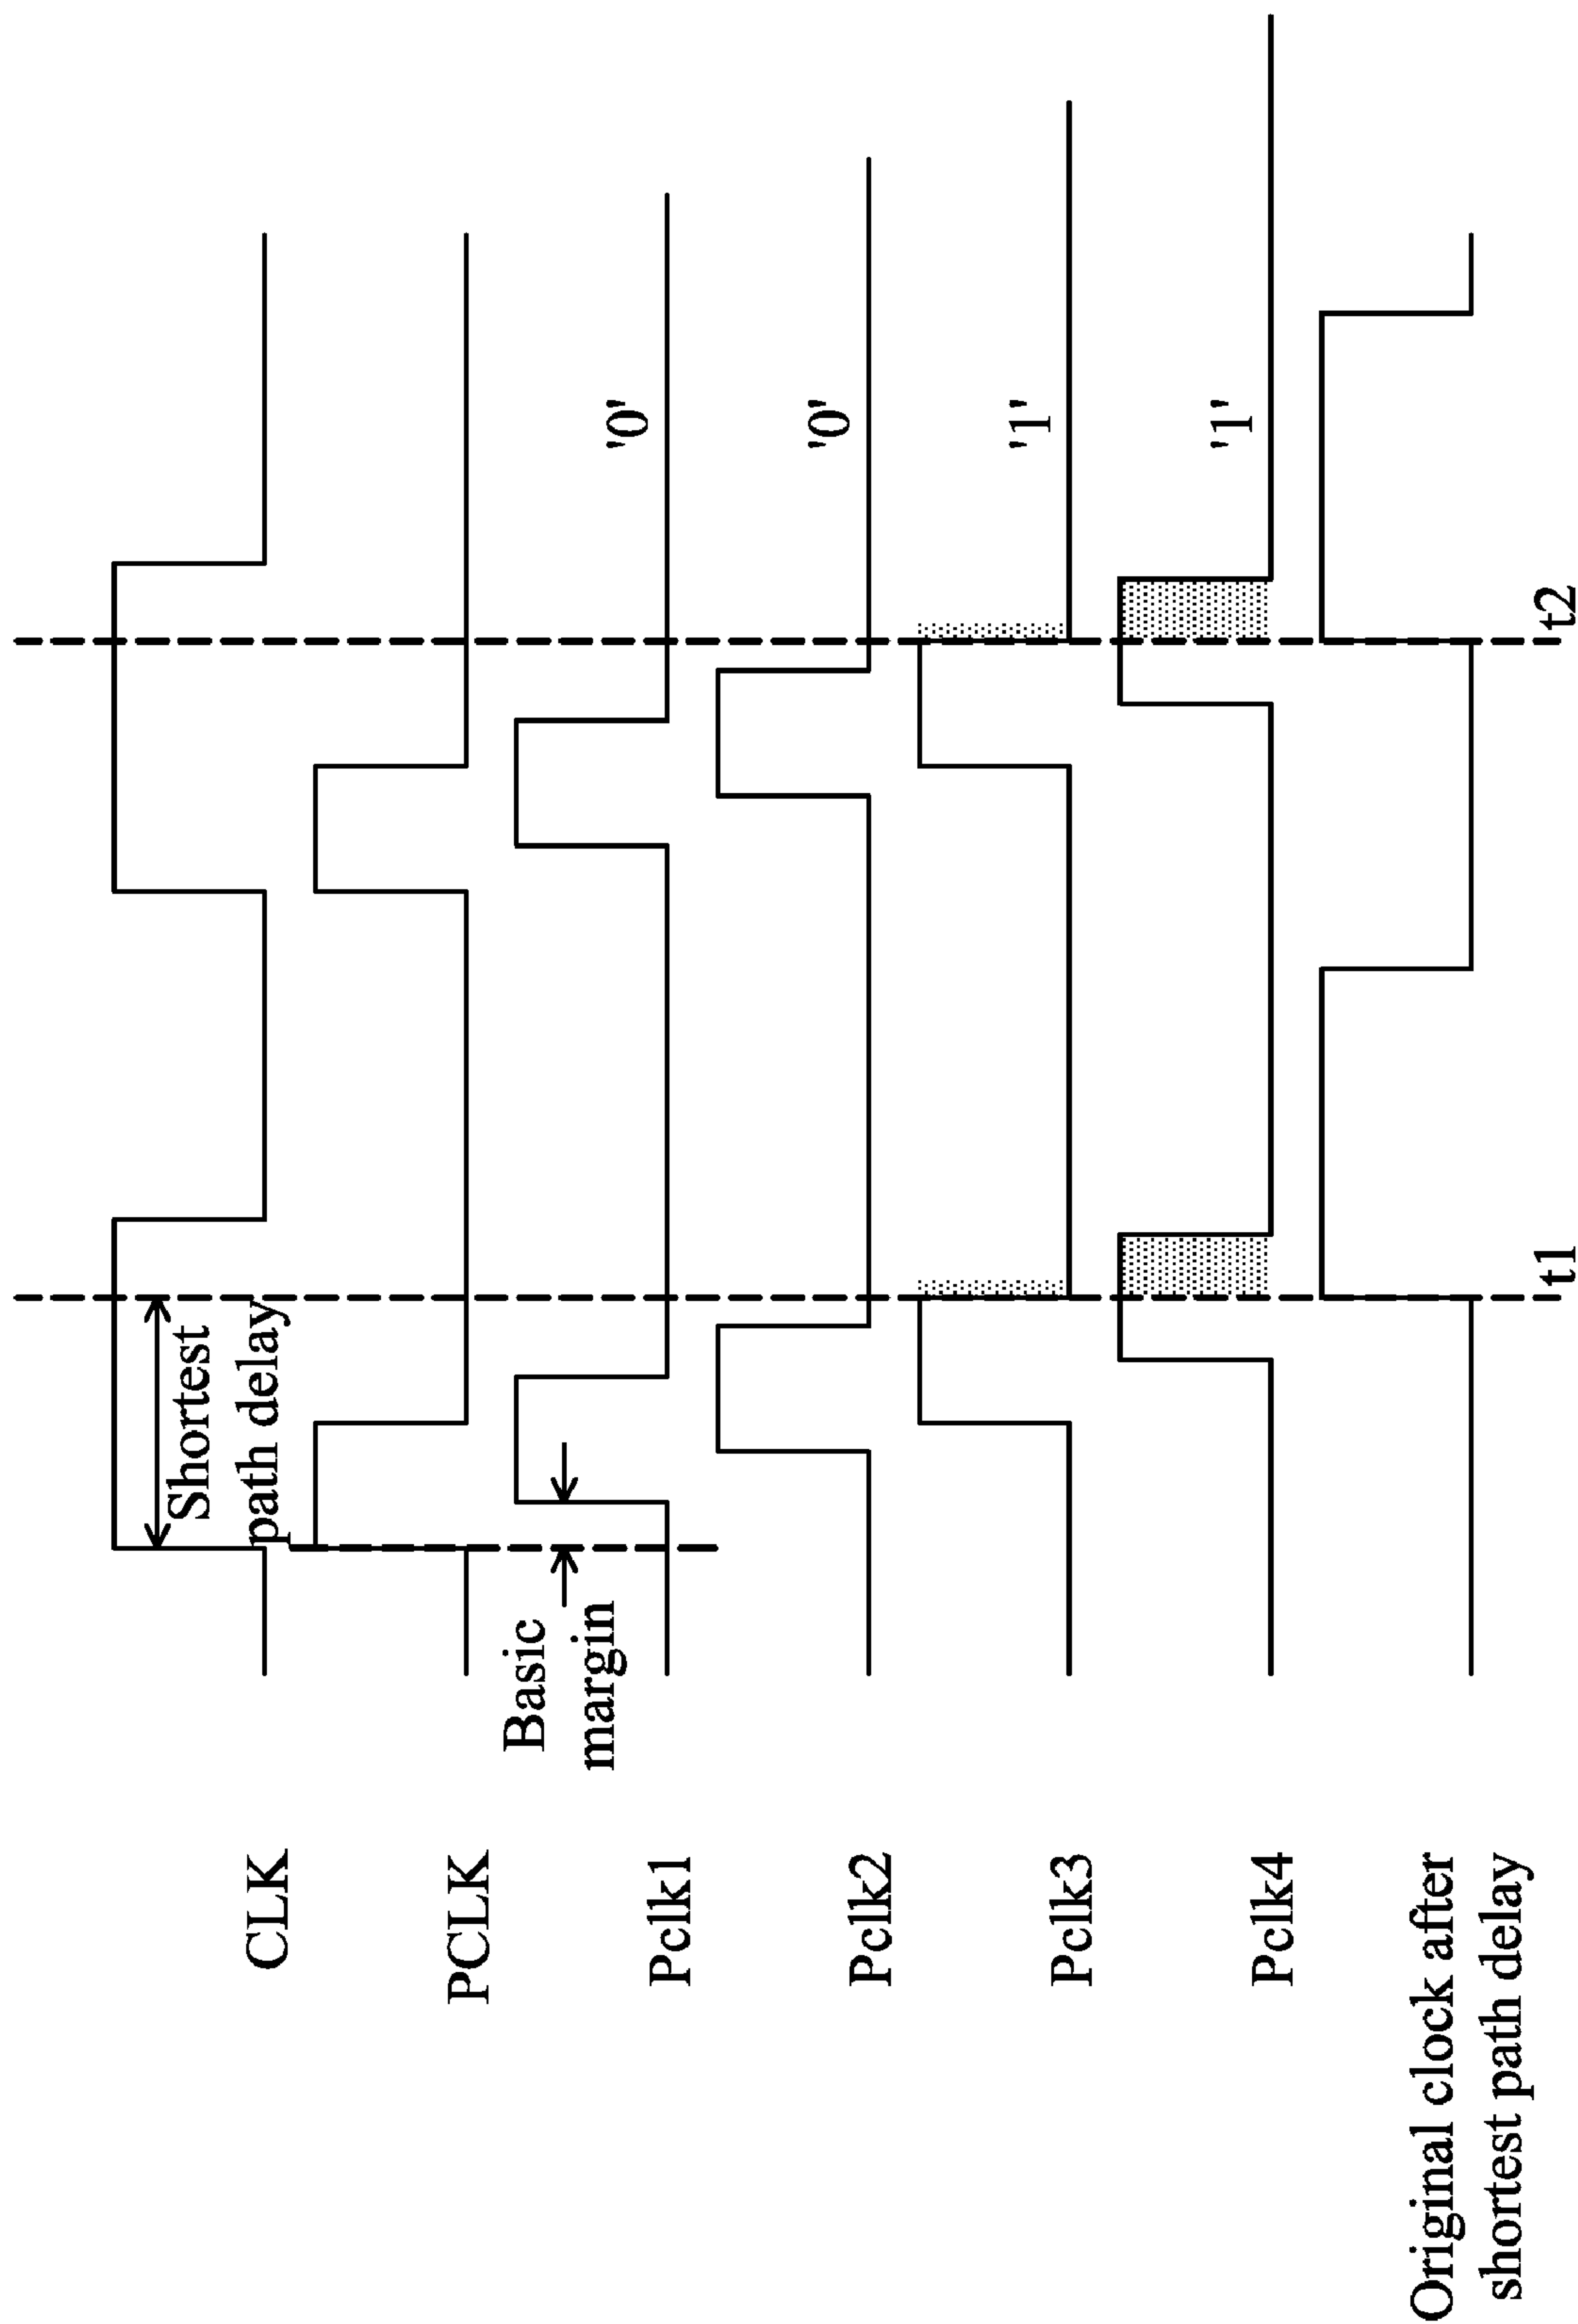 CLK
Shortest
path delay
PCLK
Basic
margin
Pclk1
'0'
Pclk2
'0'
Pclk3
'1'
Pclk4
'1'
Original clock after
shortest path delay
t1
t2